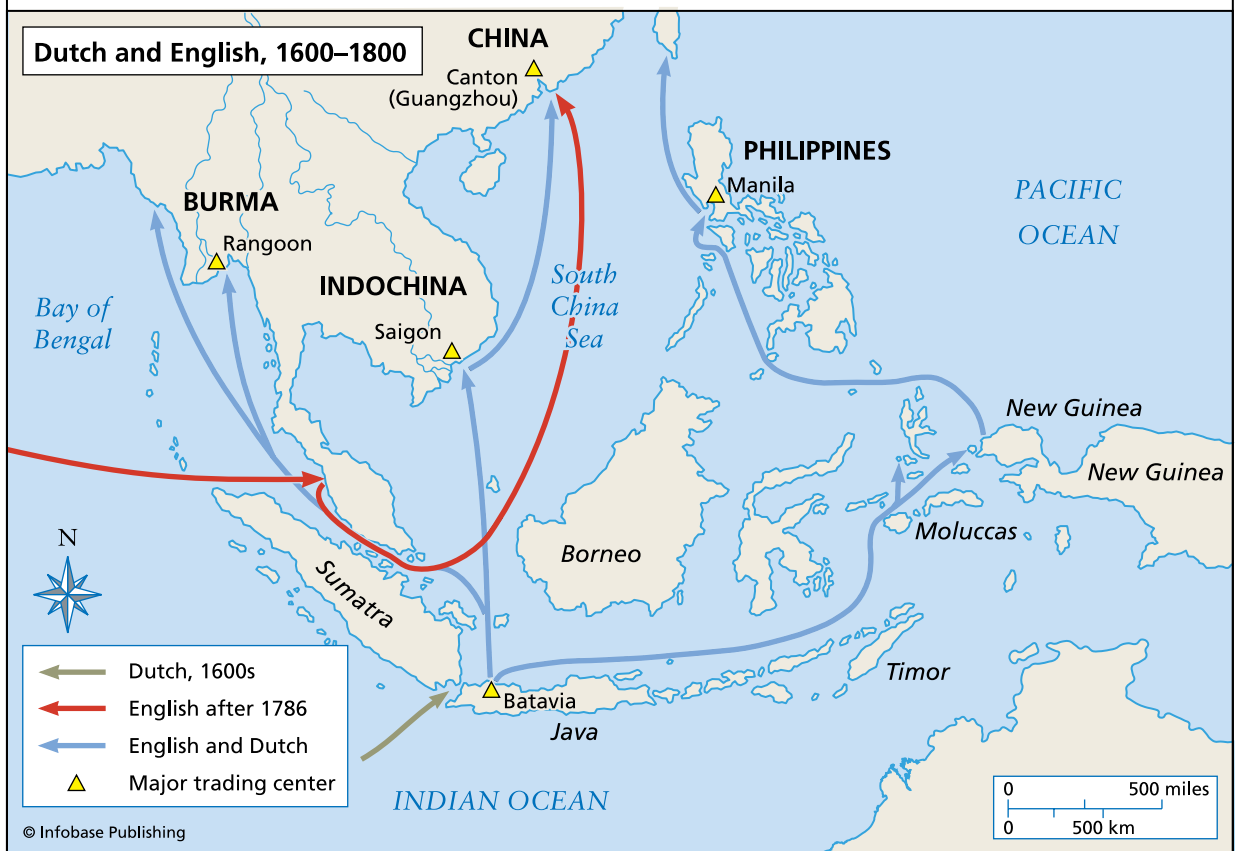 Dutch and English, 1600–1800
CHINA
Canton
(Guangzhou)
PHILIPPINES
Manila
PACIFIC
OCEAN
BURMA
Rangoon
INDOCHINA
Saigon
South
China
Sea
Bay of
Bengal
New Guinea
New Guinea
Moluccas
Borneo
Sumatra
N
Timor
Batavia
Java
INDIAN OCEAN
Dutch, 1600s
English after 1786
English and Dutch
Major trading center
0 500 miles
0 500 km
© Infobase Publishing